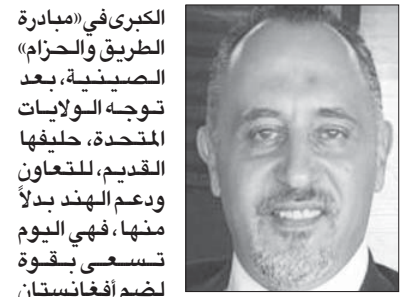 الكبرى في «مبادرة
الطريق والحزام»
الصينية، بعد
توجه الولايات
المتحدة، حليفها
القديم، للتعاون
ودعم الهند بدلاً
منها، فهي اليوم
تسعى بقوة
لضم أفغانستان